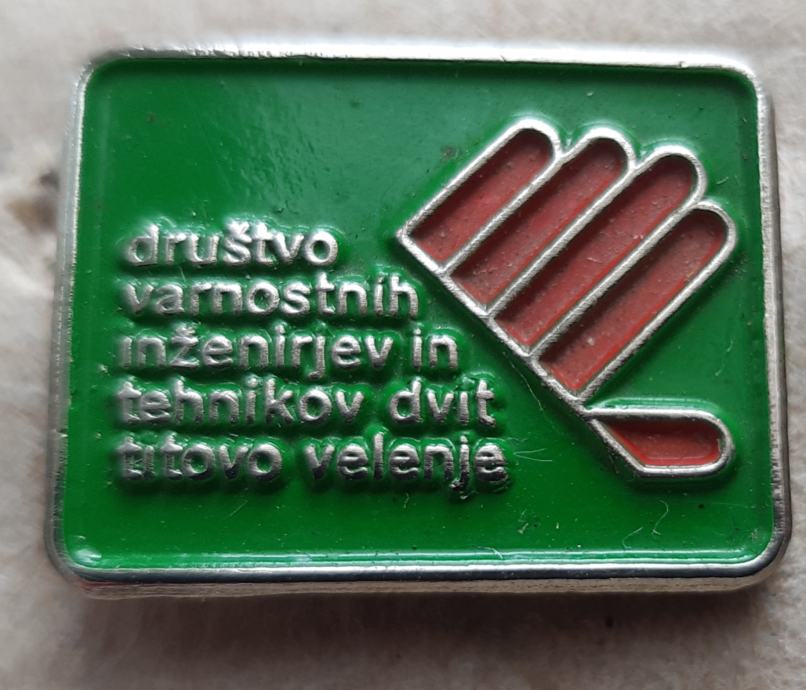 društvo
varnostnih
inženirjev in
tehnikov dvit
titovo velenje